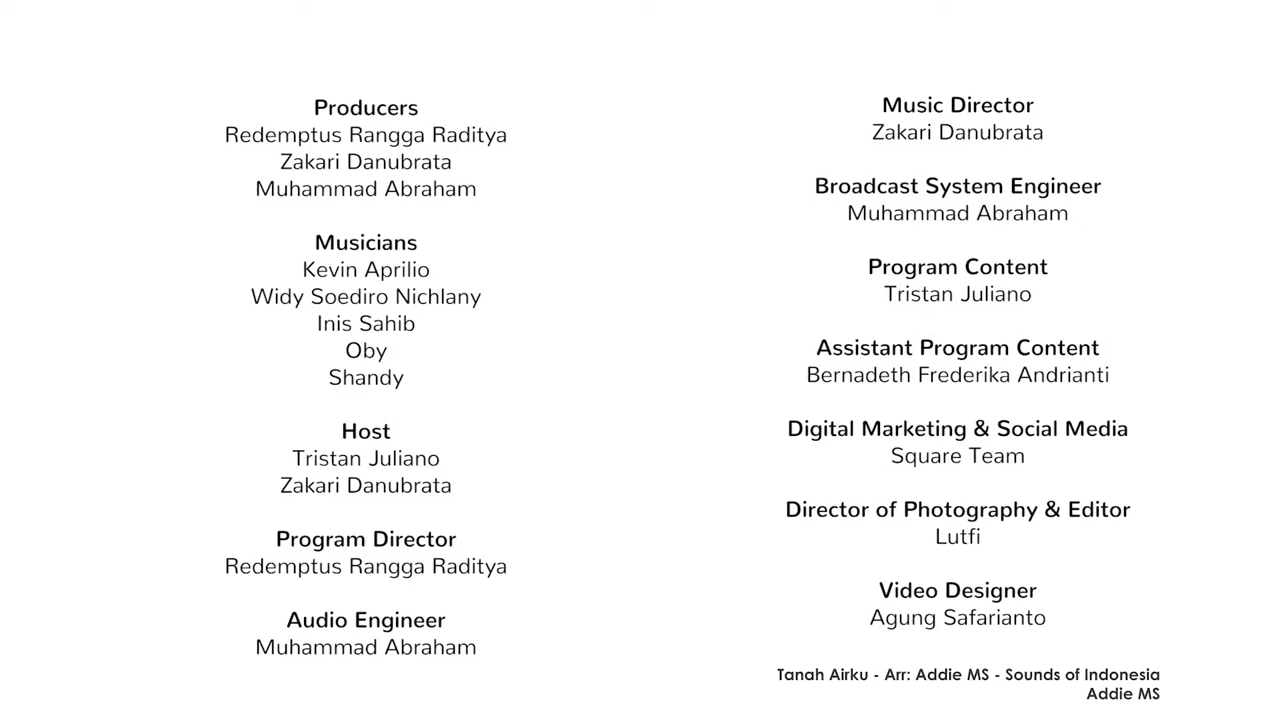 Producers
Redemptus Rangga Raditya
Zakari Danubrata
Muhammad Abraham
Musicians
Kevin Aprilio
Widy Soediro Nichlany
Inis Sahib
Oby
Shandy
Host
Tristan Juliano
Zakari Danubrata
Program Director
Redemptus Rangga Raditya
Audio Engineer
Muhammad Abraham
Music Director
Zakari Danubrata
Broadcast System Engineer
Muhammad Abraham
Program Content
Tristan Juliano
Assistant Program Content
Bernadeth Frederika Andrianti
Digital Marketing & Social Media
Square Team
Director of Photography & Editor
Lutfi
Video Designer
Agung Safarianto
Tanah Airku - Arr: Addie MS - Sounds of Indonesia
Addie MS